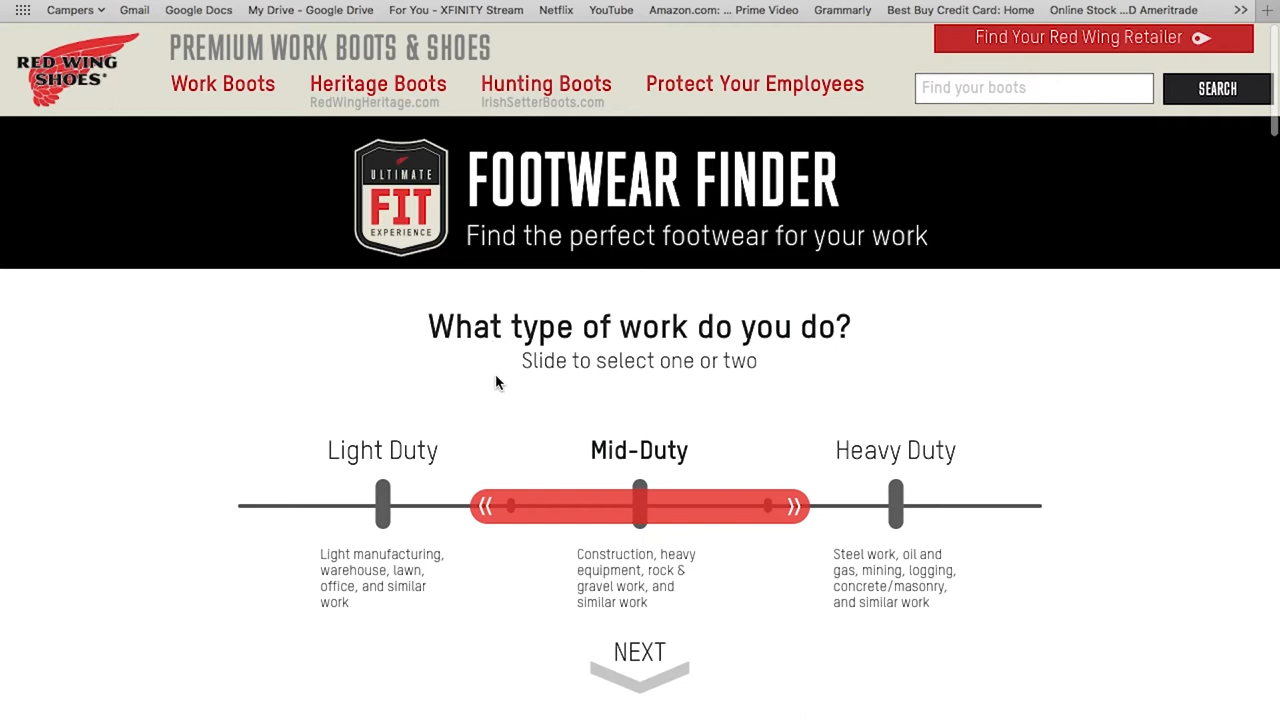 Campers Gmail Google Docs My Drive - Google Drive For You - XFINITY Stream Netflix YouTube Amazon.com: ... Prime Video Grammarly Best Buy Credit Card: Home Online Stock ...D Ameritrade
RED WING
SHOES®
PREMIUM WORK BOOTS & SHOES
Find Your Red Wing Retailer
Work Boots Heritage Boots Hunting Boots Protect Your Employees
RedWingHeritage.com IrishSetterBoots.com
Find your boots SEARCH
ULTIMATE
FIT
EXPERIENCE
FOOTWEAR FINDER
Find the perfect footwear for your work
What type of work do you do?
Slide to select one or two
Light Duty Mid-Duty Heavy Duty
Light manufacturing,
warehouse, lawn,
office, and similar
work
Construction, heavy
equipment, rock &
gravel work, and
similar work
Steel work, oil and
gas, mining, logging,
concrete/masonry,
and similar work
NEXT